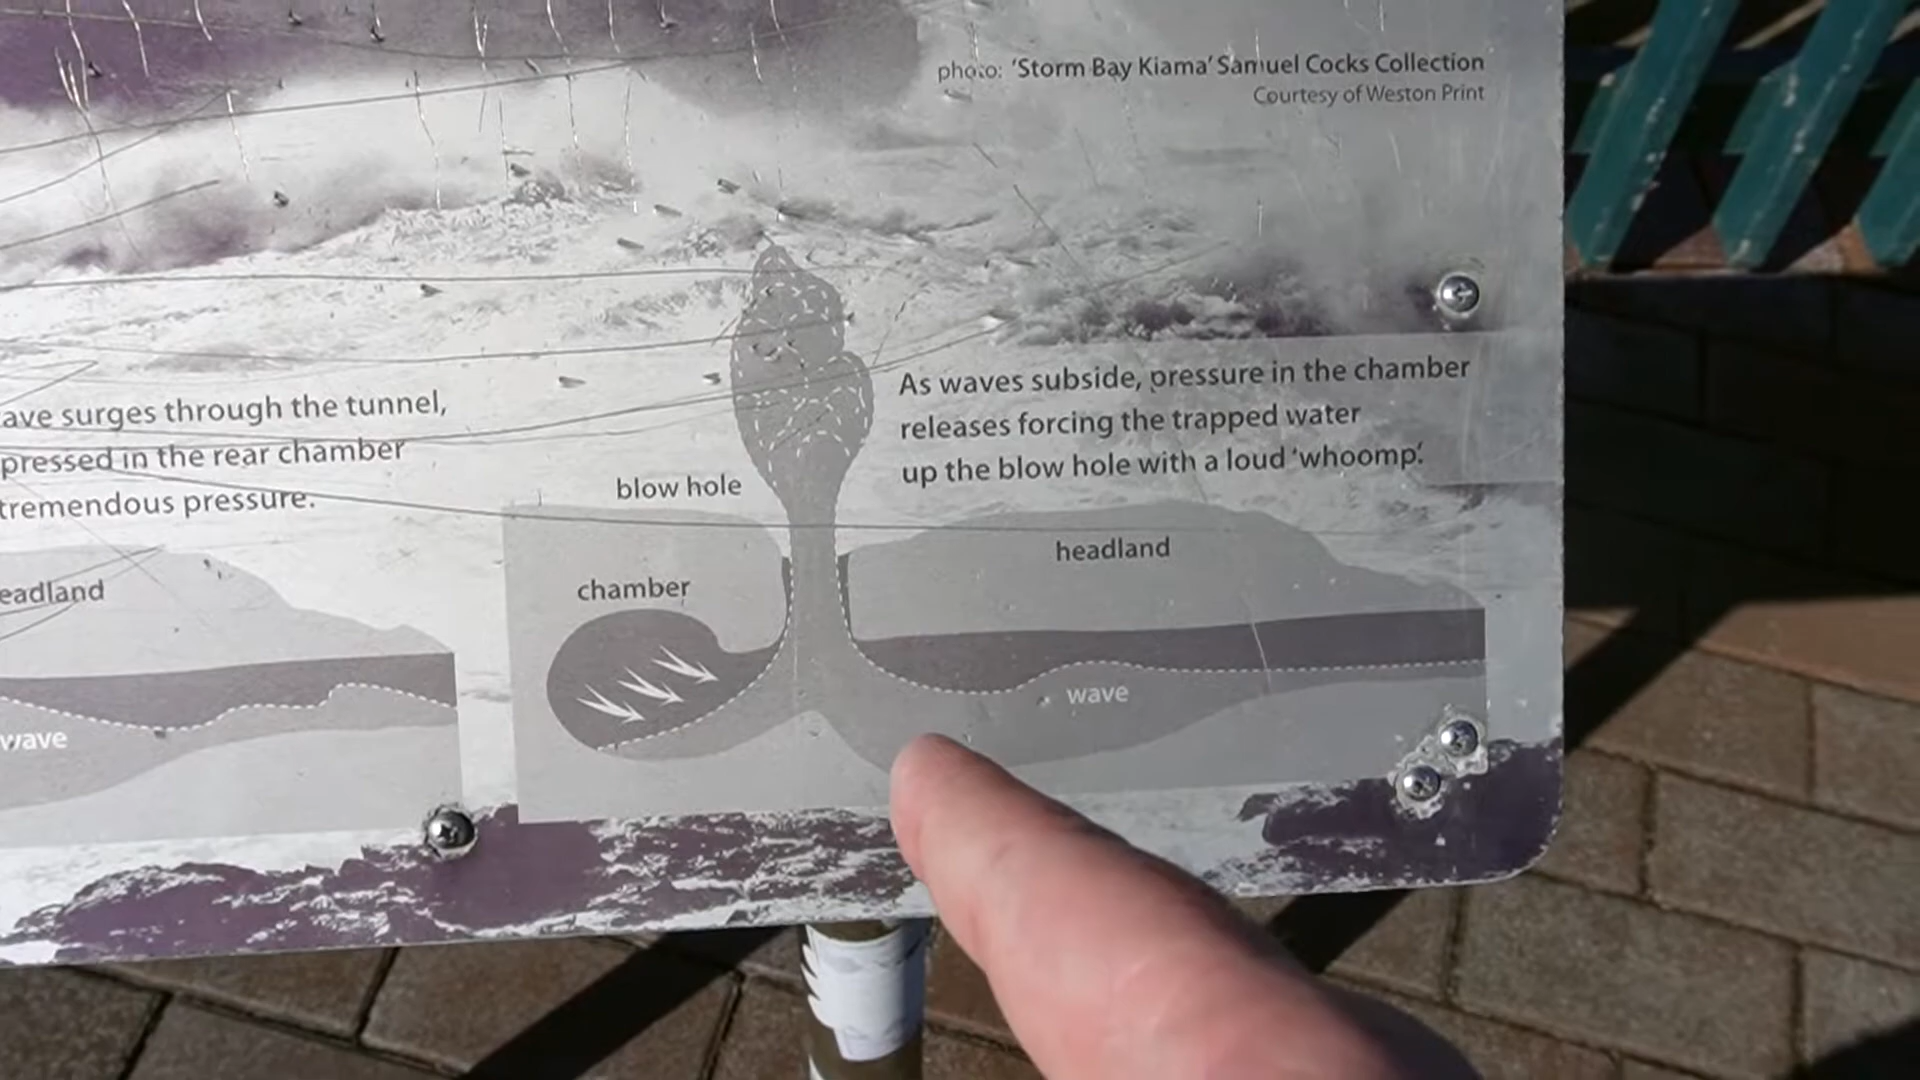 photo: ‘Storm Bay Kiama’ Samuel Cocks Collection
Courtesy of Weston Print
ave surges through the tunnel,
pressed in the rear chamber
tremendous pressure.
As waves subside, pressure in the chamber
releases forcing the trapped water
up the blow hole with a loud ‘whoomp’.
blow hole
headland
chamber
eadland
wave
wave